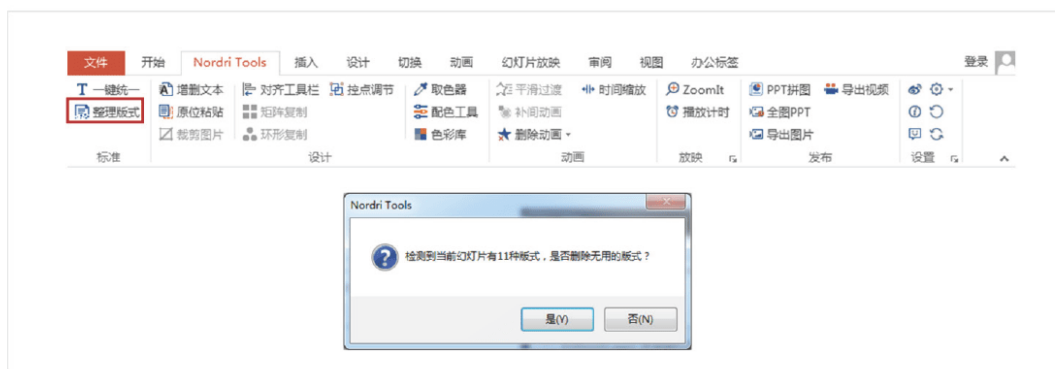 文件 开始 Nordri Tools 插入 设计 切换 动画 幻灯片放映 审阅 视图 办公标签 登录
一键统一 增删文本 对齐工具栏 控点调节 取色器 平滑过渡 时间缩放 ZoomIt PPT拼图 导出视频
整理版式 原位粘贴 矩阵复制 配色工具 补间动画 播放计时 全图PPT
裁剪图片 环形复制 色彩库 删除动画 导出图片
标准 设计 动画 放映 发布 设置
Nordri Tools
检测到当前幻灯片有11种版式，是否删除无用的版式？
是(Y) 否(N)